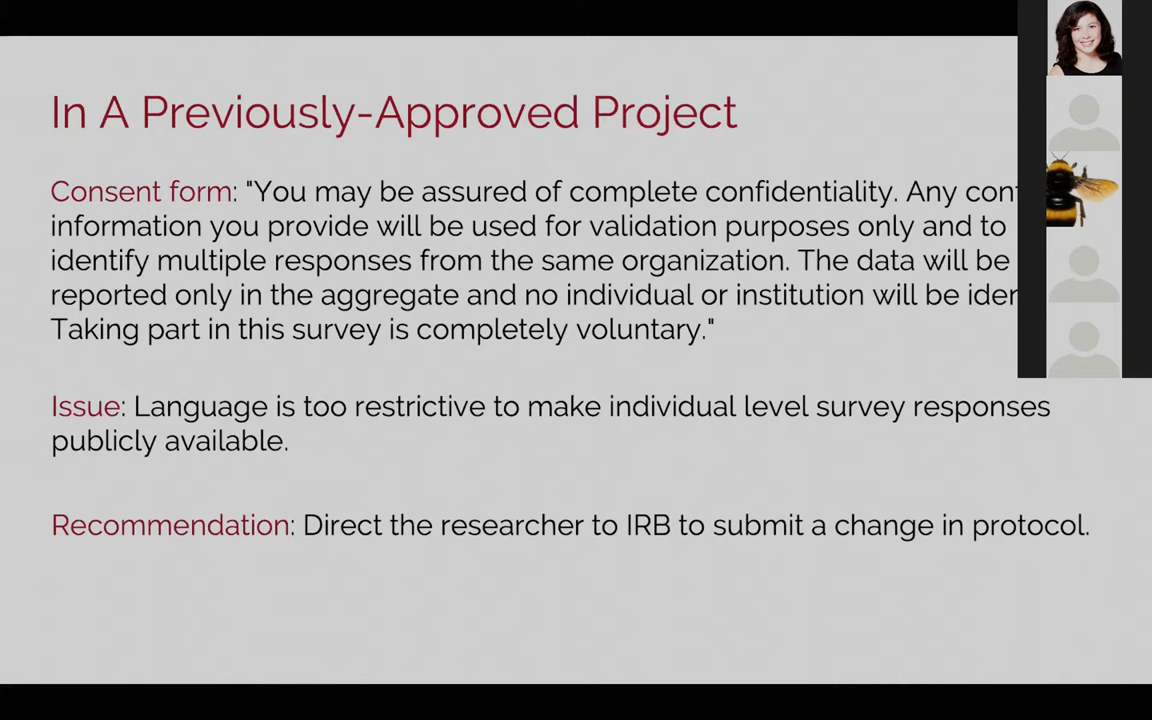 In A Previously-Approved Project
Consent form: "You may be assured of complete confidentiality. Any
information you provide will be used for validation purposes only and to
identify multiple responses from the same organization. The data will be
reported only in the aggregate and no individual or institution will be
Taking part in this survey is completely voluntary."
Issue: Language is too restrictive to make individual level survey responses
publicly available.
Recommendation: Direct the researcher to IRB to submit a change in protocol.